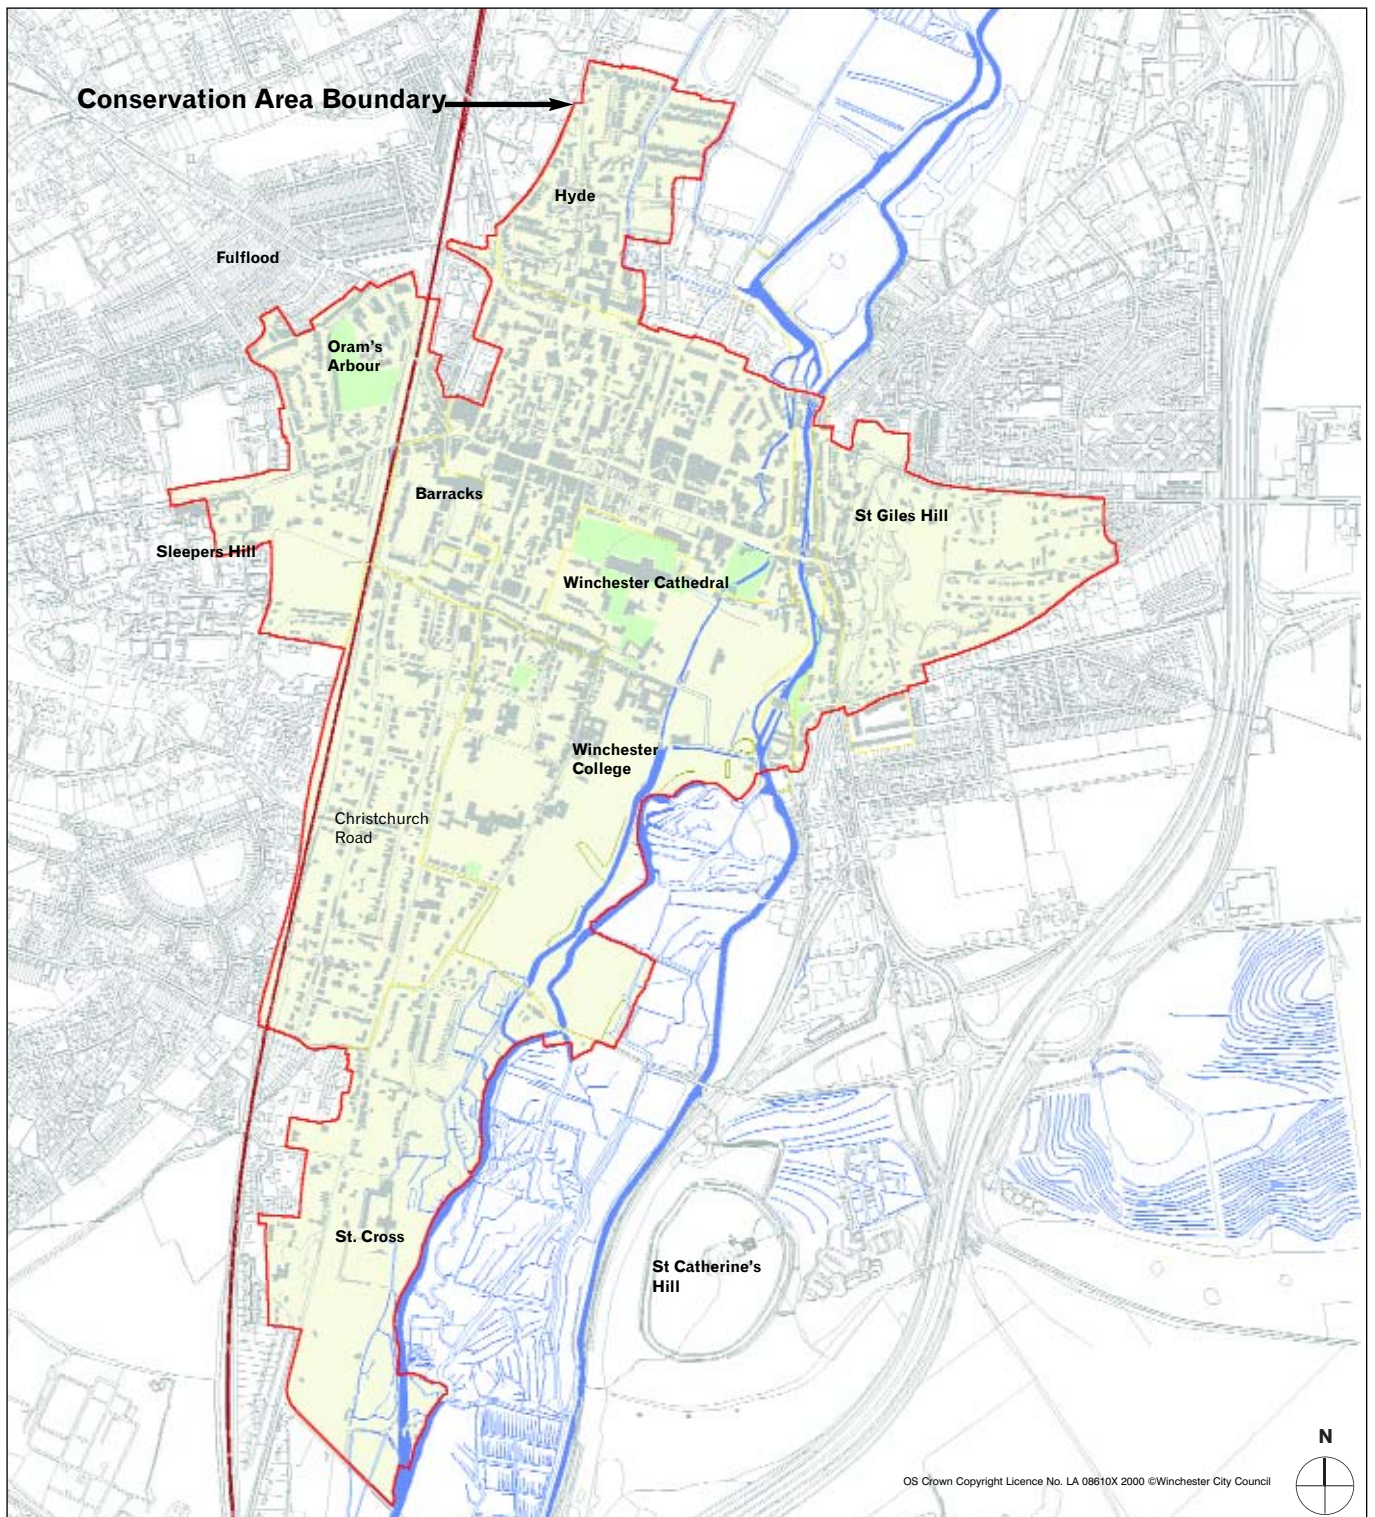 Conservation Area Boundary
Hyde
Fulflood
Oram's
Arbour
Barracks
St Giles Hill
Sleepers Hill
Winchester Cathedral
Winchester
College
Christchurch
Road
St. Cross
St Catherine's
Hill
N
OS Crown Copyright Licence No. LA 08610X 2000 ©Winchester City Council